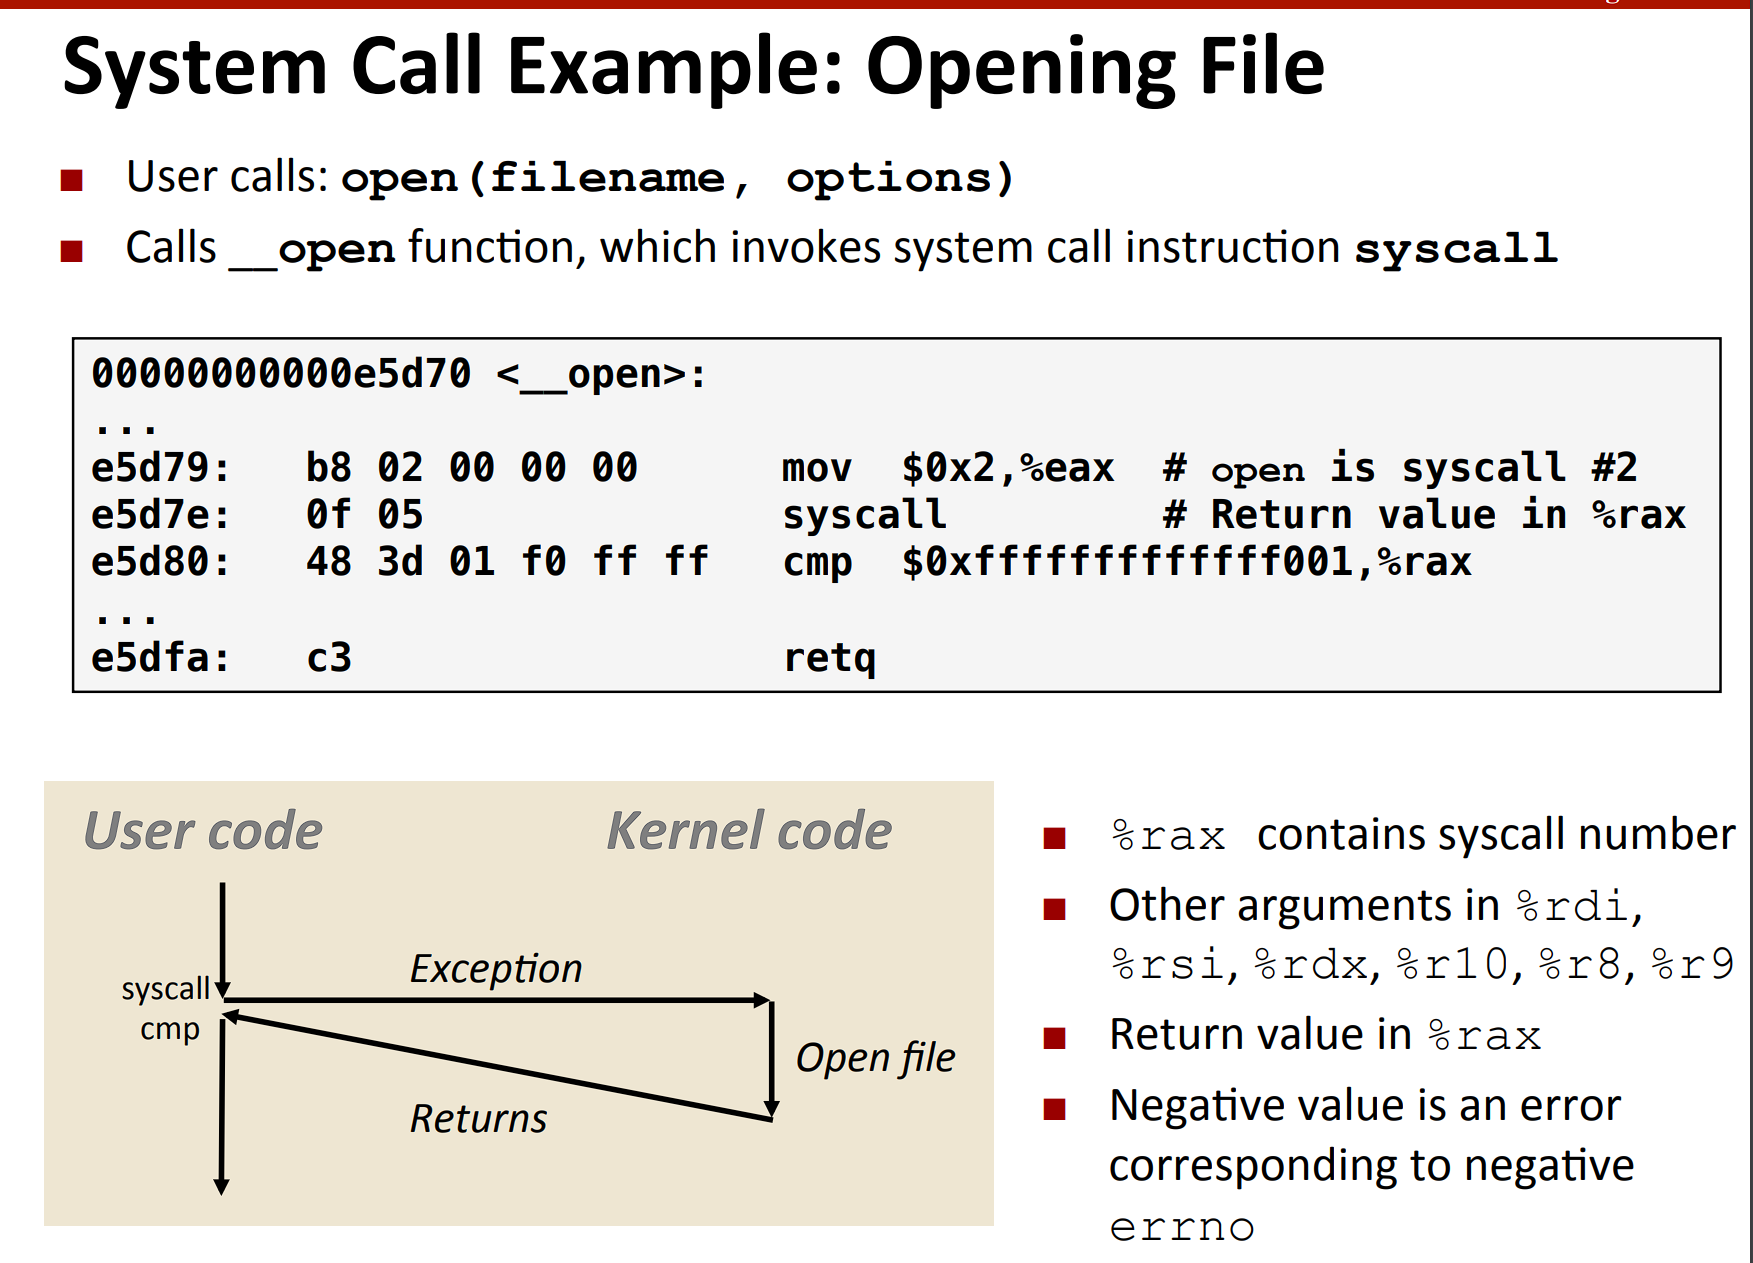 System Call Example: Opening File
User calls: open(filename, options)
Calls __open function, which invokes system call instruction syscall
00000000000e5d70 <__open>:
...
e5d79:   b8 02 00 00 00      mov  $0x2,%eax  # open is syscall #2
e5d7e:   0f 05               syscall         # Return value in %rax
e5d80:   48 3d 01 f0 ff ff   cmp  $0xfffffffffffff001,%rax
...
e5dfa:   c3                  retq
User code
Kernel code
Exception
syscall
cmp
Open file
Returns
%rax contains syscall number
Other arguments in %rdi,
%rsi, %rdx, %r10, %r8, %r9
Return value in %rax
Negative value is an error
corresponding to negative
errno